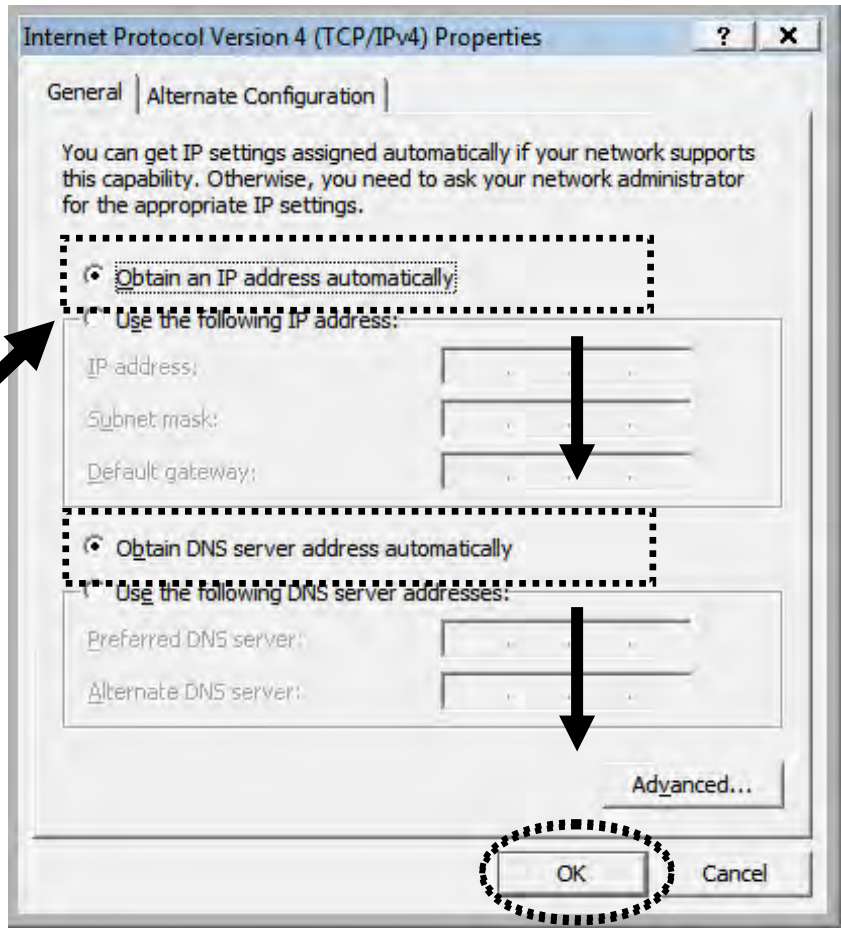 Internet Protocol Version 4 (TCP/IPv4) Properties
General
Alternate Configuration
You can get IP settings assigned automatically if your network supports
this capability. Otherwise, you need to ask your network administrator
for the appropriate IP settings.
Obtain an IP address automatically
Use the following IP address:
IP address:
Subnet mask:
Default gateway:
Obtain DNS server address automatically
Use the following DNS server addresses:
Preferred DNS server:
Alternate DNS server:
Advanced...
OK
Cancel